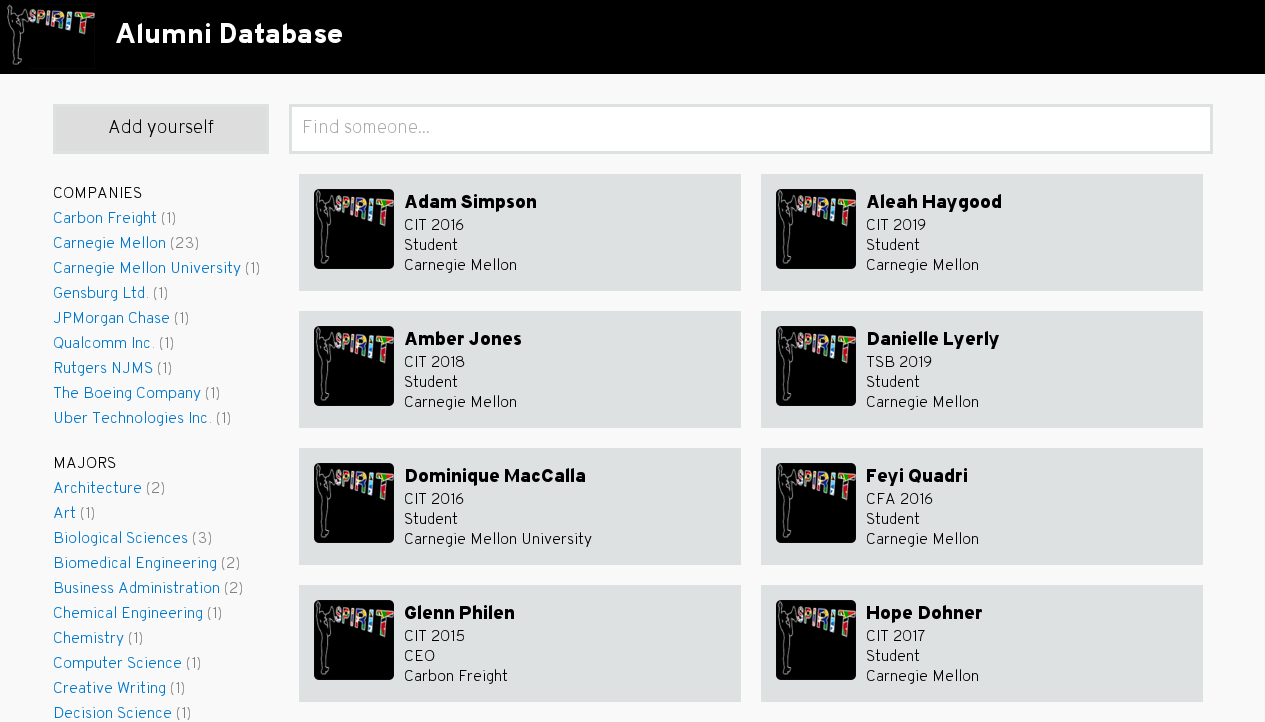 SPIRIT
Alumni Database
Add yourself
Find someone...
COMPANIES
Carbon Freight (1)
Carnegie Mellon (23)
Carnegie Mellon University (1)
Gensburg Ltd. (1)
JPMorgan Chase (1)
Qualcomm Inc. (1)
Rutgers NJMS (1)
The Boeing Company (1)
Uber Technologies Inc. (1)
MAJORS
Architecture (2)
Art (1)
Biological Sciences (3)
Biomedical Engineering (2)
Business Administration (2)
Chemical Engineering (1)
Chemistry (1)
Computer Science (1)
Creative Writing (1)
Decision Science (1)
SPIRIT
Adam Simpson
CIT 2016
Student
Carnegie Mellon
SPIRIT
Aleah Haygood
CIT 2019
Student
Carnegie Mellon
SPIRIT
Amber Jones
CIT 2018
Student
Carnegie Mellon
SPIRIT
Danielle Lyerly
TSB 2019
Student
Carnegie Mellon
SPIRIT
Dominique MacCalla
CIT 2016
Student
Carnegie Mellon University
SPIRIT
Feyi Quadri
CFA 2016
Student
Carnegie Mellon
SPIRIT
Glenn Philen
CIT 2015
CEO
Carbon Freight
SPIRIT
Hope Dohner
CIT 2017
Student
Carnegie Mellon